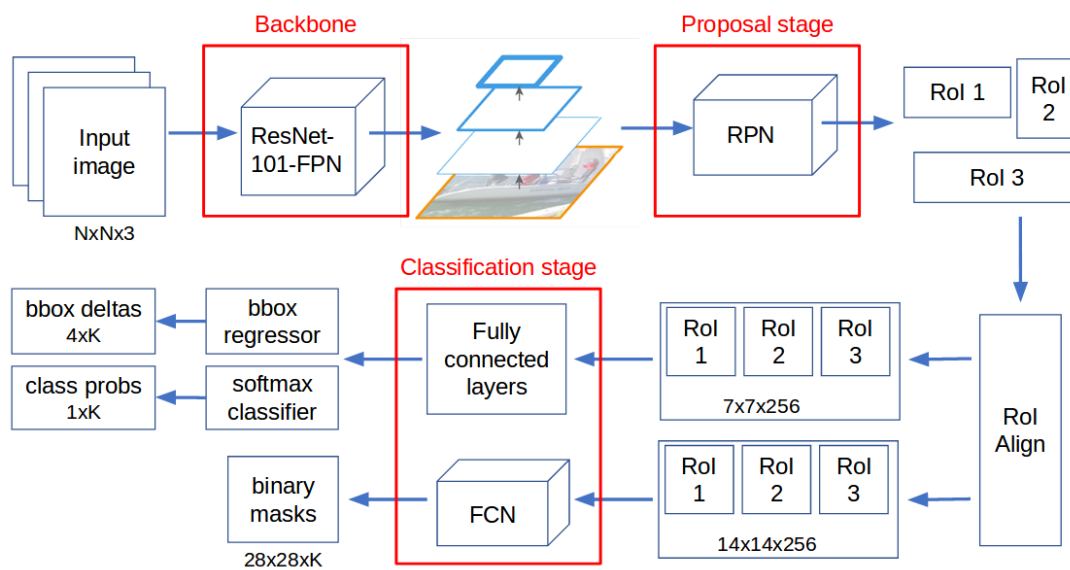 Backbone
Proposal stage
Input
image
NxNx3
ResNet-
101-FPN
RPN
RoI 1
RoI
2
RoI 3
Classification stage
bbox deltas
4xK
bbox
regressor
class probs
1xK
softmax
classifier
Fully
connected
layers
RoI
1
RoI
2
RoI
3
7x7x256
RoI
Align
binary
masks
28x28xK
FCN
RoI
1
RoI
2
RoI
3
14x14x256